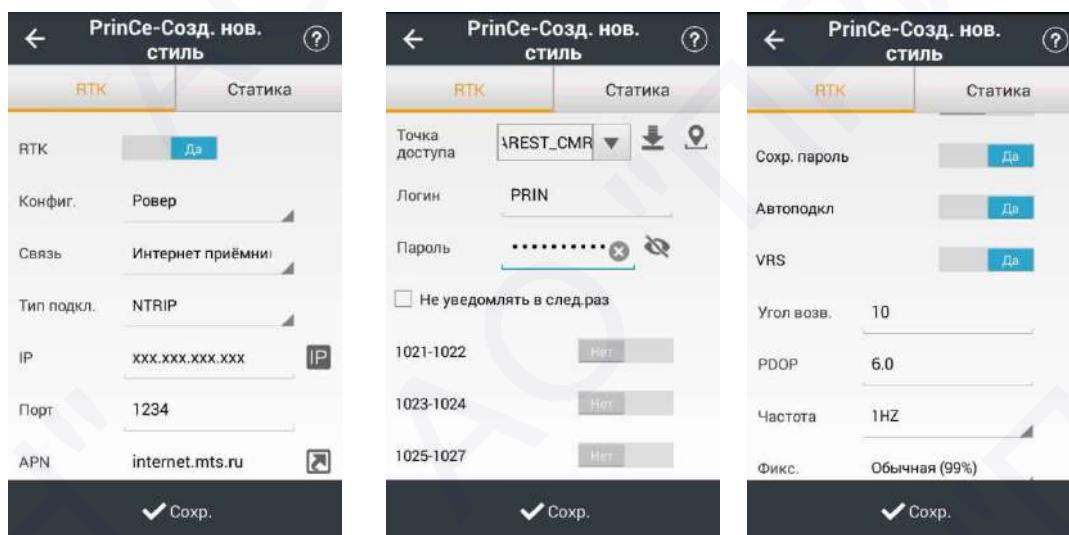 PrinCe-Созд. нов.
стиль
RTK
Статика
RTK
Да
Конфиг.
Ровер
Связь
Интернет приёмни
Тип подкл.
NTRIP
IP
xxx.xxx.xxx.xxx
IP
Порт
1234
APN
internet.mts.ru
Сохр.
PrinCe-Созд. нов.
стиль
RTK
Статика
Точка
доступа
AREST_CMR
Логин
PRIN
Пароль
••••••••••
Не уведомлять в след.раз
1021-1022
Нет
1023-1024
Нет
1025-1027
Нет
Сохр.
PrinCe-Созд. нов.
стиль
RTK
Статика
Сохр. пароль
Да
Автоподкл
Да
VRS
Да
Угол возв.
10
PDOP
6.0
Частота
1HZ
Фикс.
Обычная (99%)
Сохр.